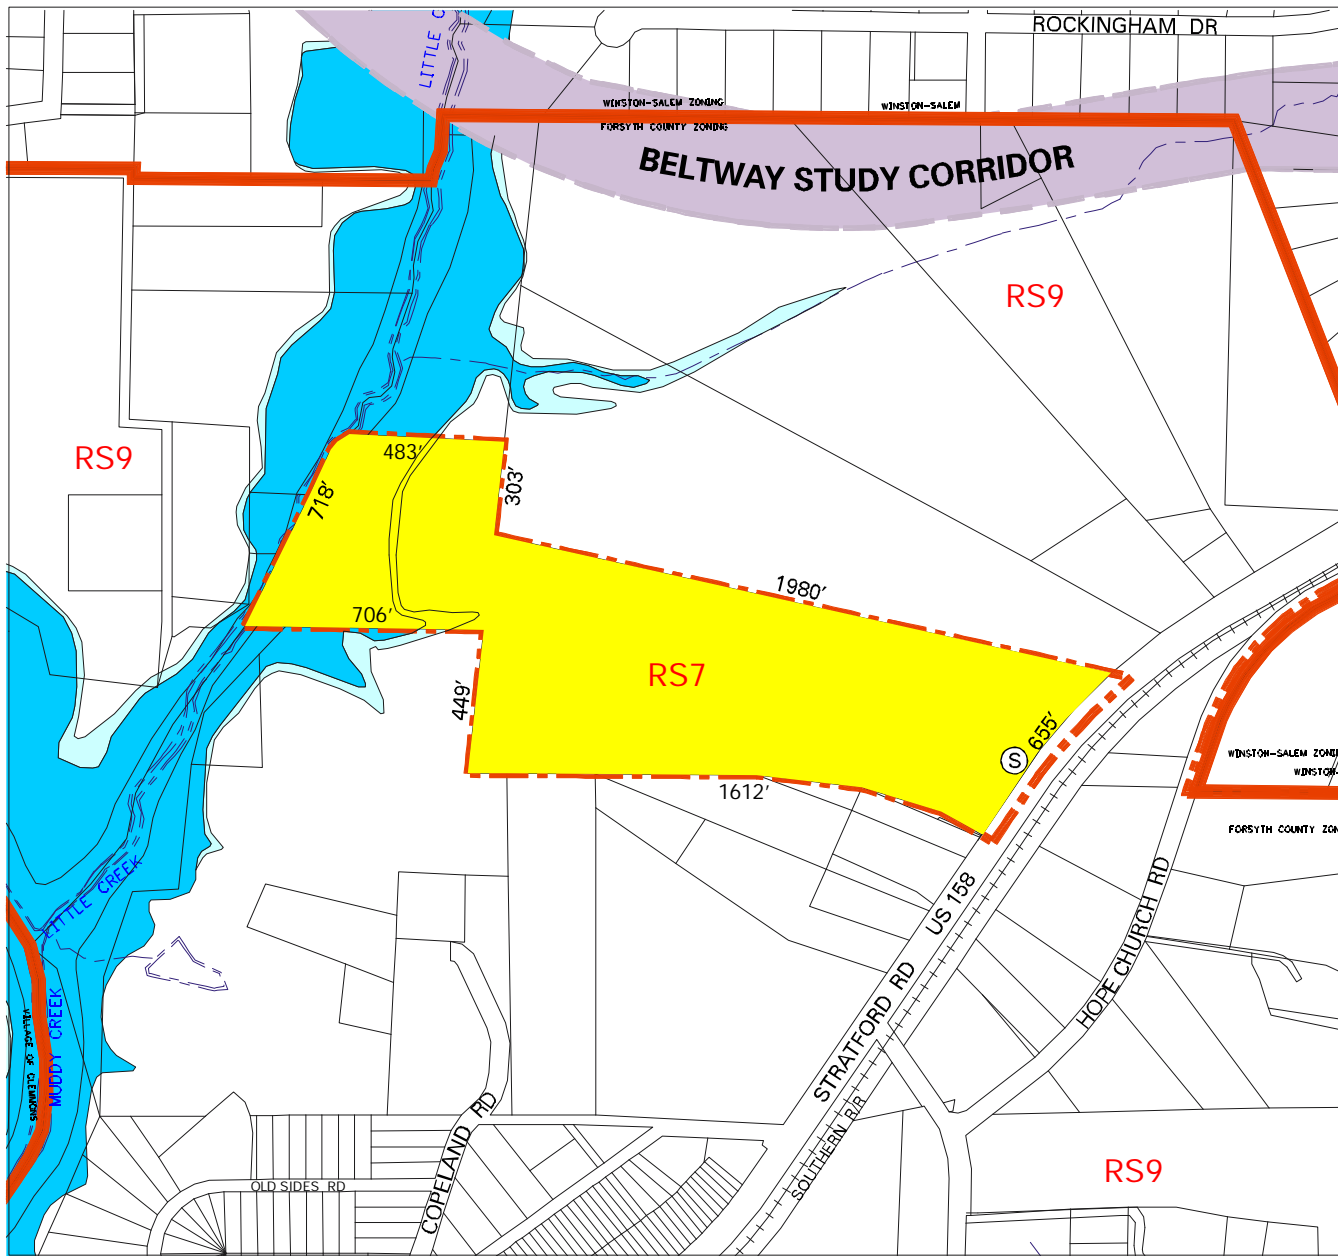 ROCKINGHAM DR
LITTLE C
WINSTON-SALEM ZONING
WINSTON-SALEM
FORSYTH COUNTY ZONING
BELTWAY STUDY CORRIDOR
RS9
RS9
483'
303'
718'
1980'
706'
RS7
449'
655'
S
1612'
WINSTON-SALEM ZONI
WINSTON-
FORSYTH COUNTY ZON
LITTLE CREEK
US 158
STRATFORD RD
HOPE CHURCH RD
VILLAGE OF CLEMMONS
MUDDY CREEK
COPELAND RD
SOUTHERN R/R
OLD SIDES RD
RS9